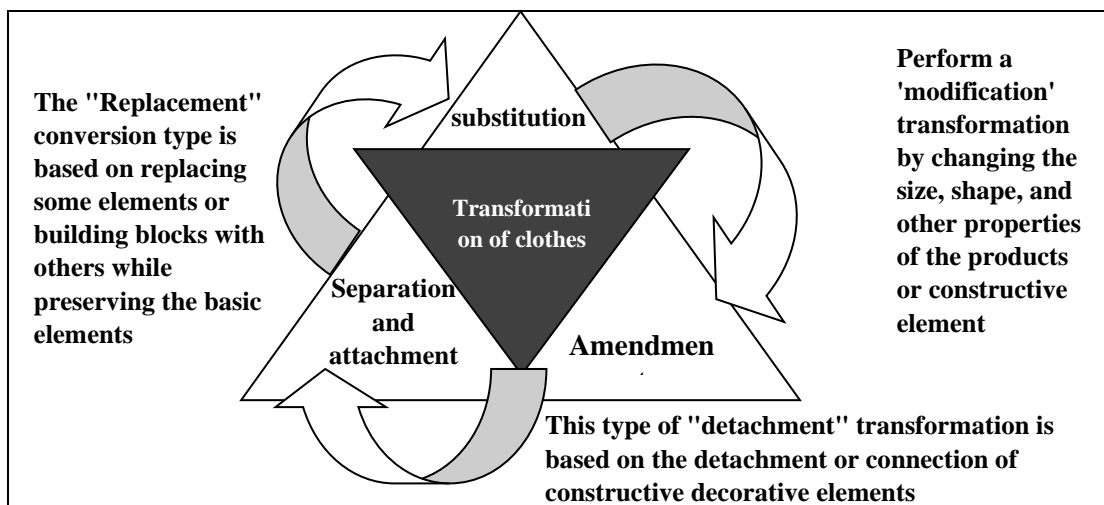 The "Replacement"
conversion type is
based on replacing
some elements or
building blocks with
others while
preserving the basic
elements
substitution
Transformati
on of clothes
Separation
and
attachment
Amendmen
Perform a
'modification'
transformation
by changing the
size, shape, and
other properties
of the products
or constructive
element
This type of "detachment" transformation is
based on the detachment or connection of
constructive decorative elements